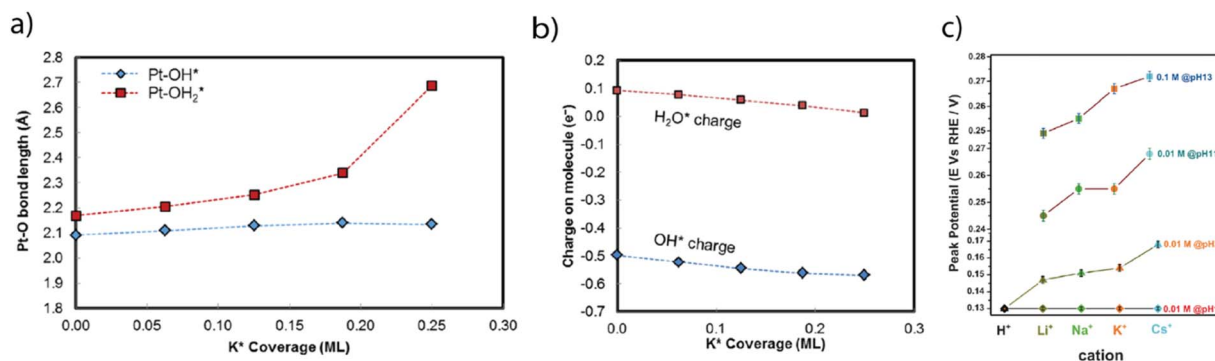 a)
2.8
2.7
2.6
2.5
2.4
2.3
2.2
2.1
2.0
1.9
1.8
Pt-O bond length (Å)
Pt-OH*
Pt-OH₂*
0.00 0.05 0.10 0.15 0.20 0.25 0.30
K* Coverage (ML)
b)
0.2
0.1
0.0
-0.1
-0.2
-0.3
-0.4
-0.5
-0.6
-0.7
Charge on molecule (e⁻)
H₂O* charge
OH* charge
0.0 0.1 0.2 0.3
K* Coverage (ML)
c)
0.28
0.27
0.26
0.27
0.26
0.25
0.24
0.17
0.16
0.15
0.14
0.13
Peak Potential (E Vs RHE / V)
0.1 M @pH13
0.01 M @pH1
0.01 M @pH
0.01 M @pH
H⁺ Li⁺ Na⁺ K⁺ Cs⁺
cation